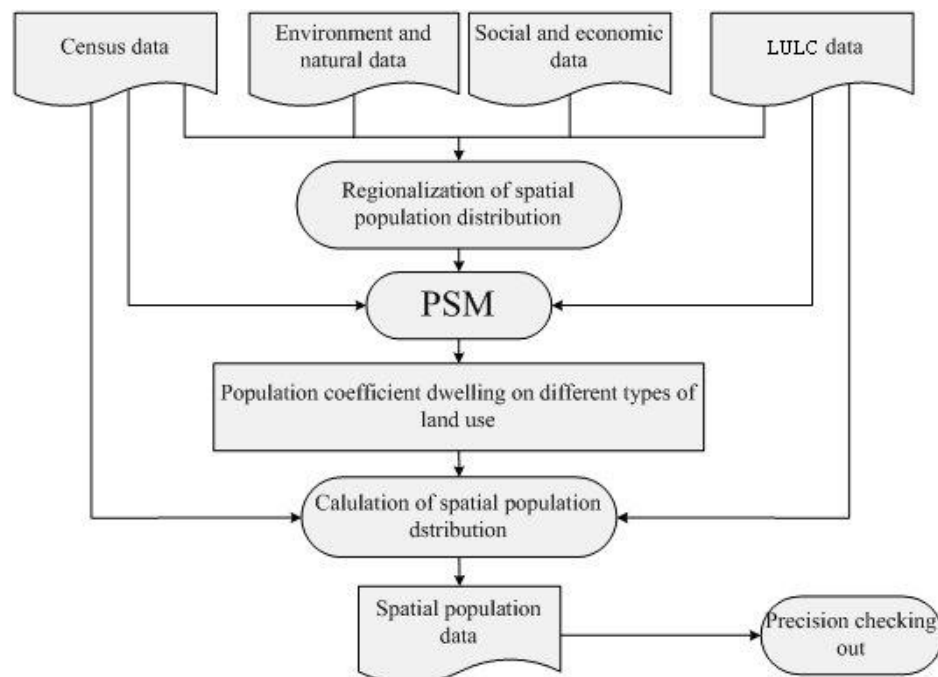 Census data
Environment and
natural data
Social and economic
data
LULC data
Regionalization of spatial
population distribution
PSM
Population coefficient dwelling on different types of
land use
Calulation of spatial population
dstribution
Spatial population
data
Precision checking
out